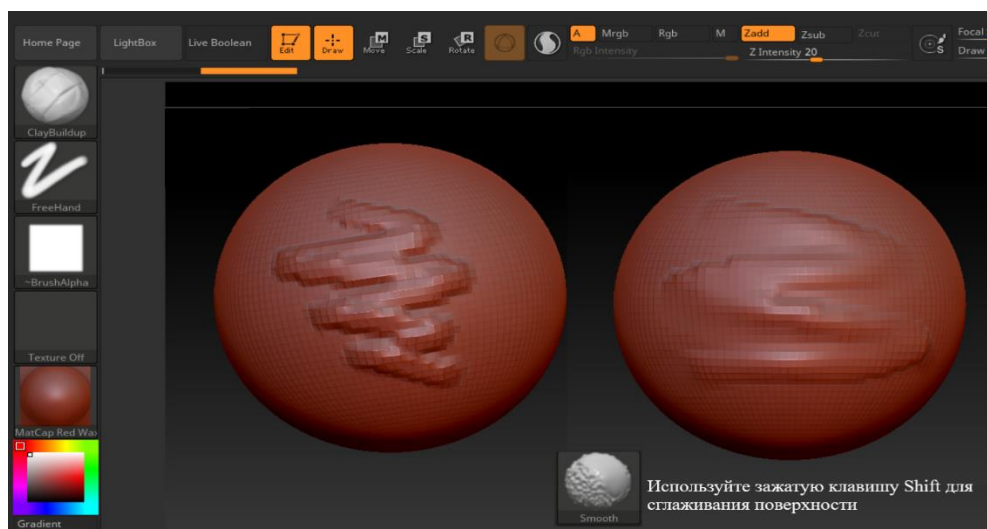 Home Page LightBox Live Boolean Edit Draw Move Scale Rotate A Mrgb Rgb M Zadd Zsub Zcut Focal
Rgb Intensity Z Intensity 20 S Draw
ClayBuildup
FreeHand
~BrushAlpha
Texture Off
MatCap Red Wax
Gradient
Smooth
Используйте зажатую клавишу Shift для
сглаживания поверхности